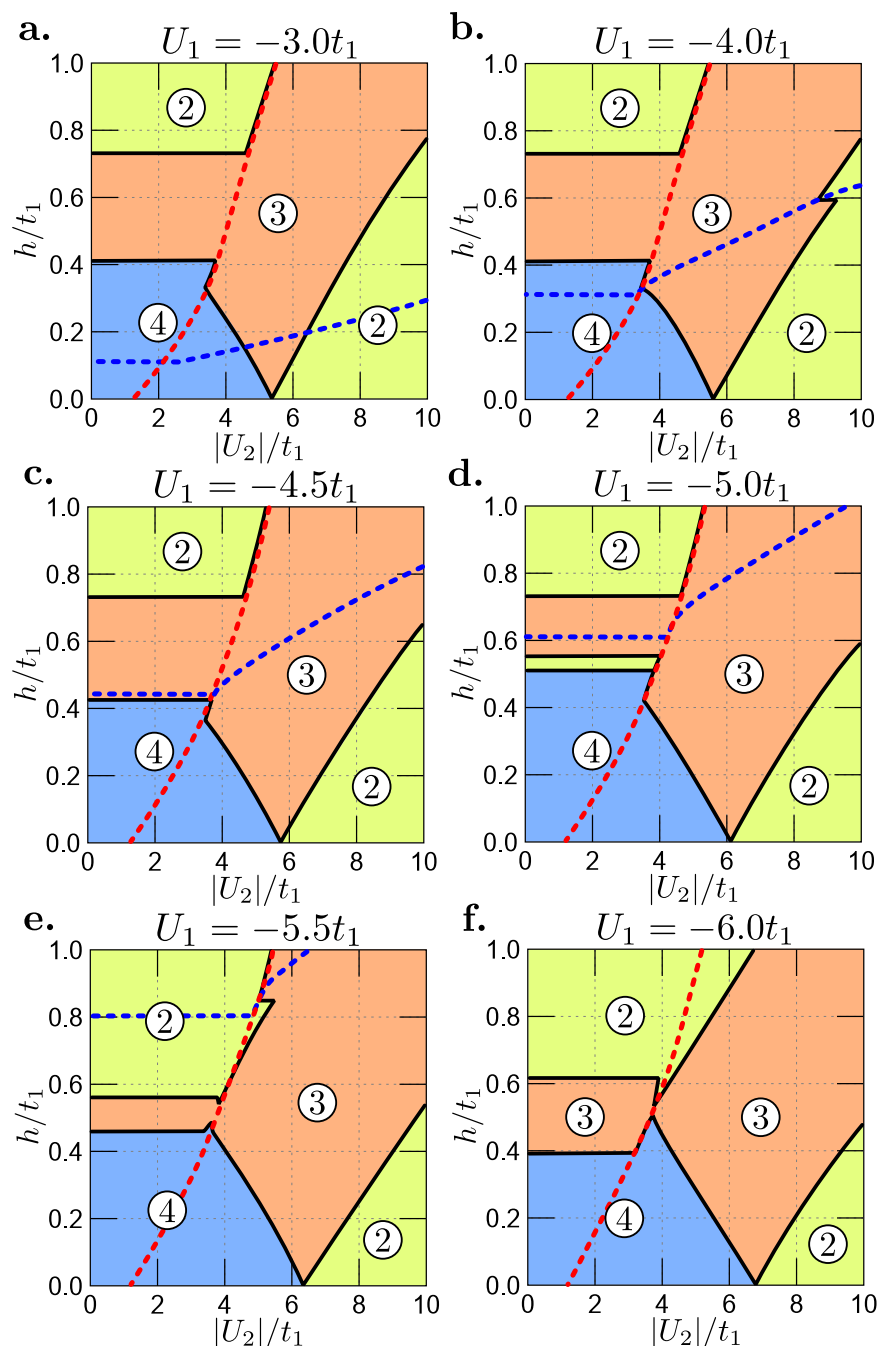 a.
U₁ = −3.0t₁
1.0
0.8
0.6
0.4
0.2
0.0
h/t₁
②
③
④
②
0 2 4 6 8 10
|U₂|/t₁
b.
U₁ = −4.0t₁
1.0
0.8
0.6
0.4
0.2
0.0
h/t₁
②
③
④
②
0 2 4 6 8 10
|U₂|/t₁
c.
U₁ = −4.5t₁
1.0
0.8
0.6
0.4
0.2
0.0
h/t₁
②
③
④
②
0 2 4 6 8 10
|U₂|/t₁
d.
U₁ = −5.0t₁
1.0
0.8
0.6
0.4
0.2
0.0
h/t₁
②
③
④
②
0 2 4 6 8 10
|U₂|/t₁
e.
U₁ = −5.5t₁
1.0
0.8
0.6
0.4
0.2
0.0
h/t₁
②
③
④
②
0 2 4 6 8 10
|U₂|/t₁
f.
U₁ = −6.0t₁
1.0
0.8
0.6
0.4
0.2
0.0
h/t₁
②
③ ③
④
②
0 2 4 6 8 10
|U₂|/t₁